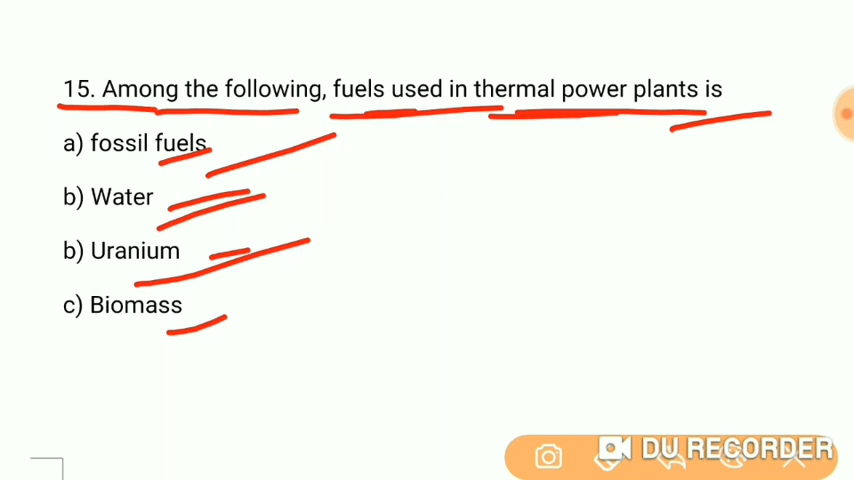 15. Among the following, fuels used in thermal power plants is
a) fossil fuels
b) Water
b) Uranium
c) Biomass
DU RECORDER